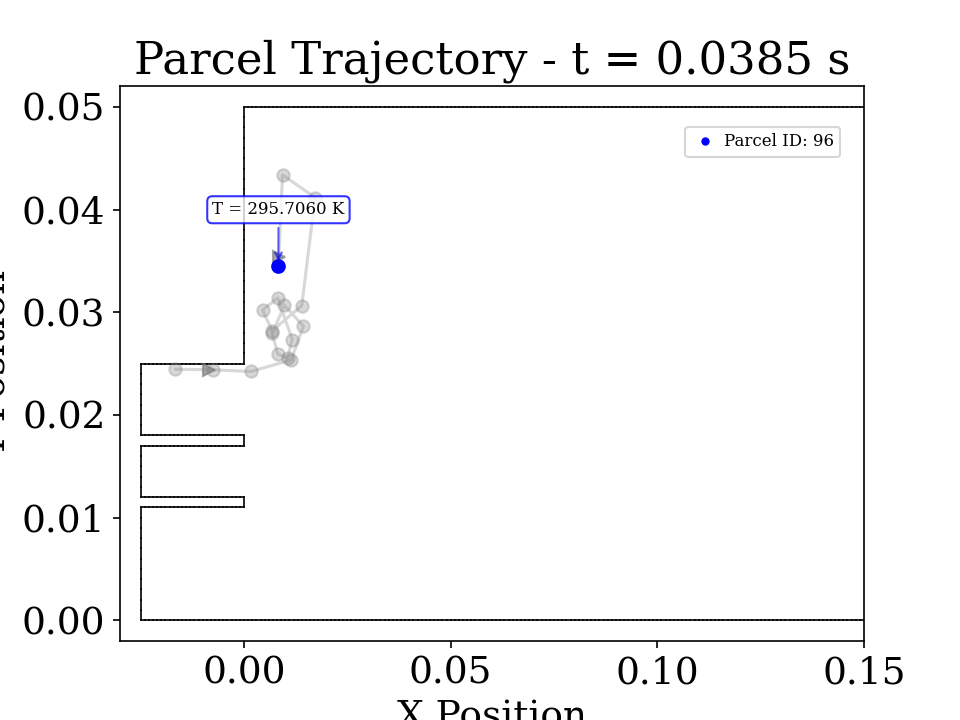 Parcel Trajectory - t = 0.0385 s
0.05
Parcel ID: 96
0.04
T = 295.7060 K
0.03
0.02
0.01
0.00
0.00 0.05 0.10 0.15
X Position